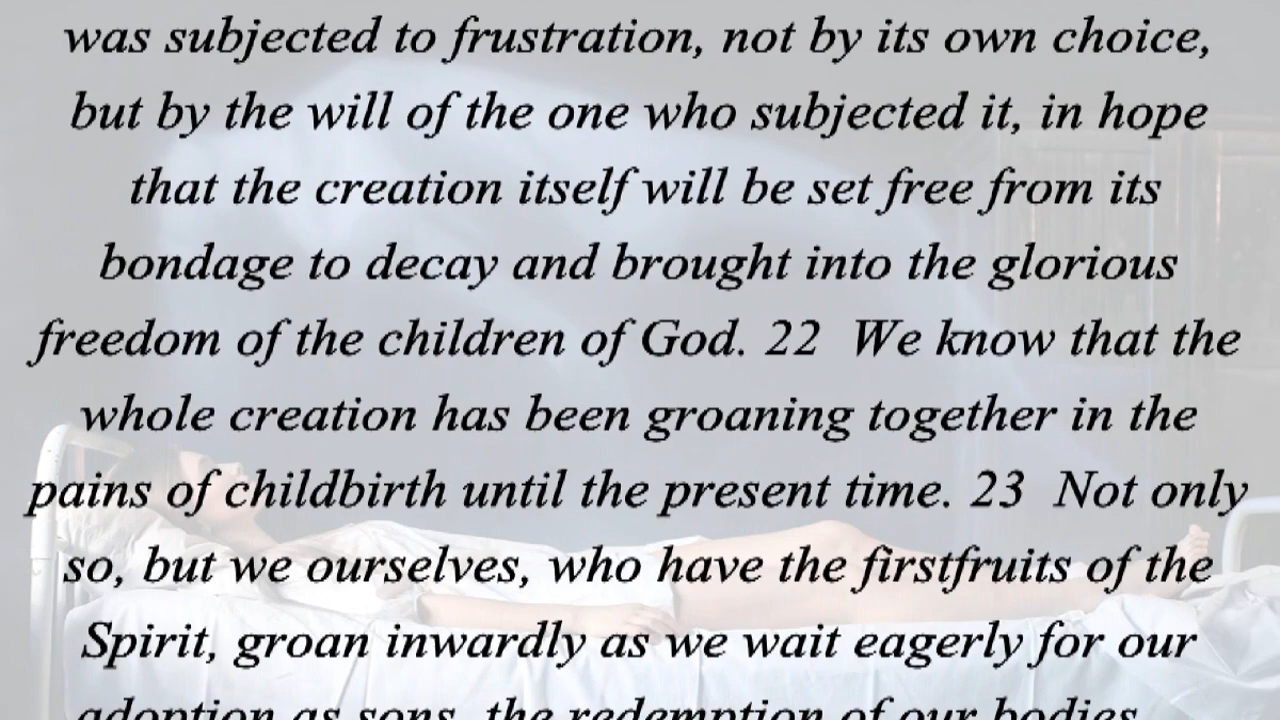 was subjected to frustration, not by its own choice,
but by the will of the one who subjected it, in hope
that the creation itself will be set free from its
bondage to decay and brought into the glorious
freedom of the children of God. 22 We know that the
whole creation has been groaning together in the
pains of childbirth until the present time. 23 Not only
so, but we ourselves, who have the firstfruits of the
Spirit, groan inwardly as we wait eagerly for our
adoption as sons, the redemption of our bodies.